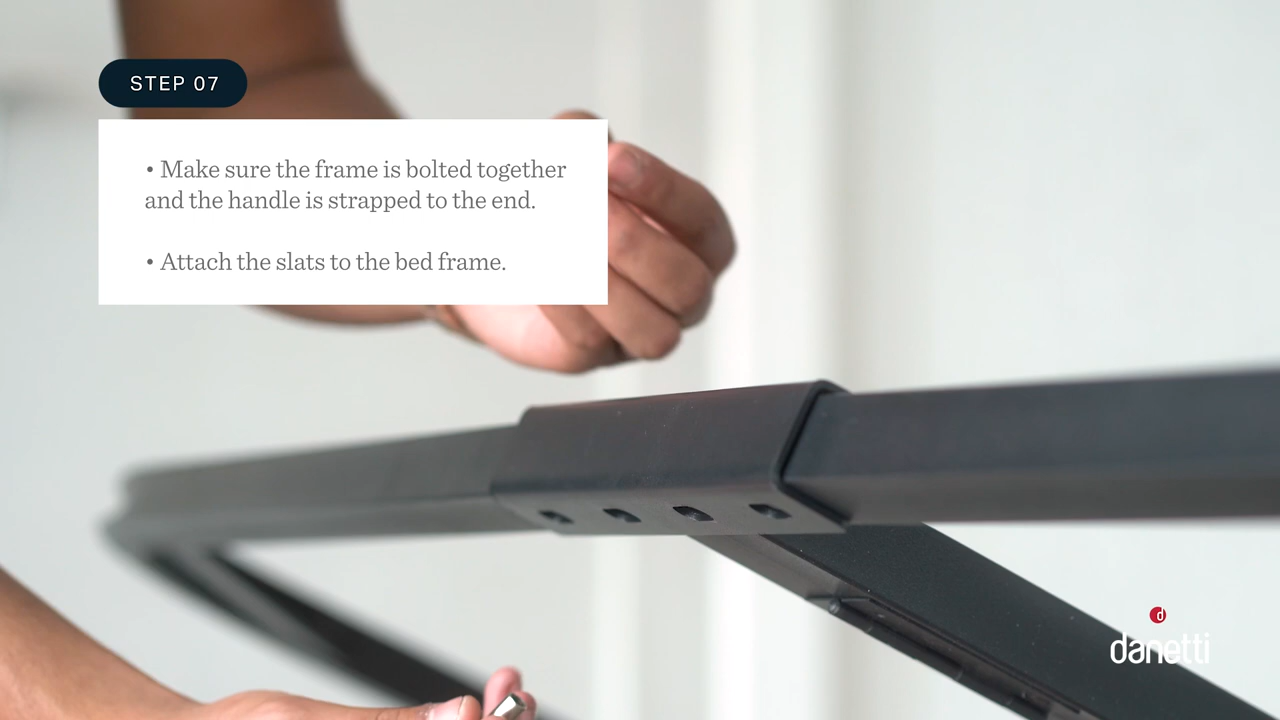 STEP 07
• Make sure the frame is bolted together
and the handle is strapped to the end.
• Attach the slats to the bed frame.
d
danetti